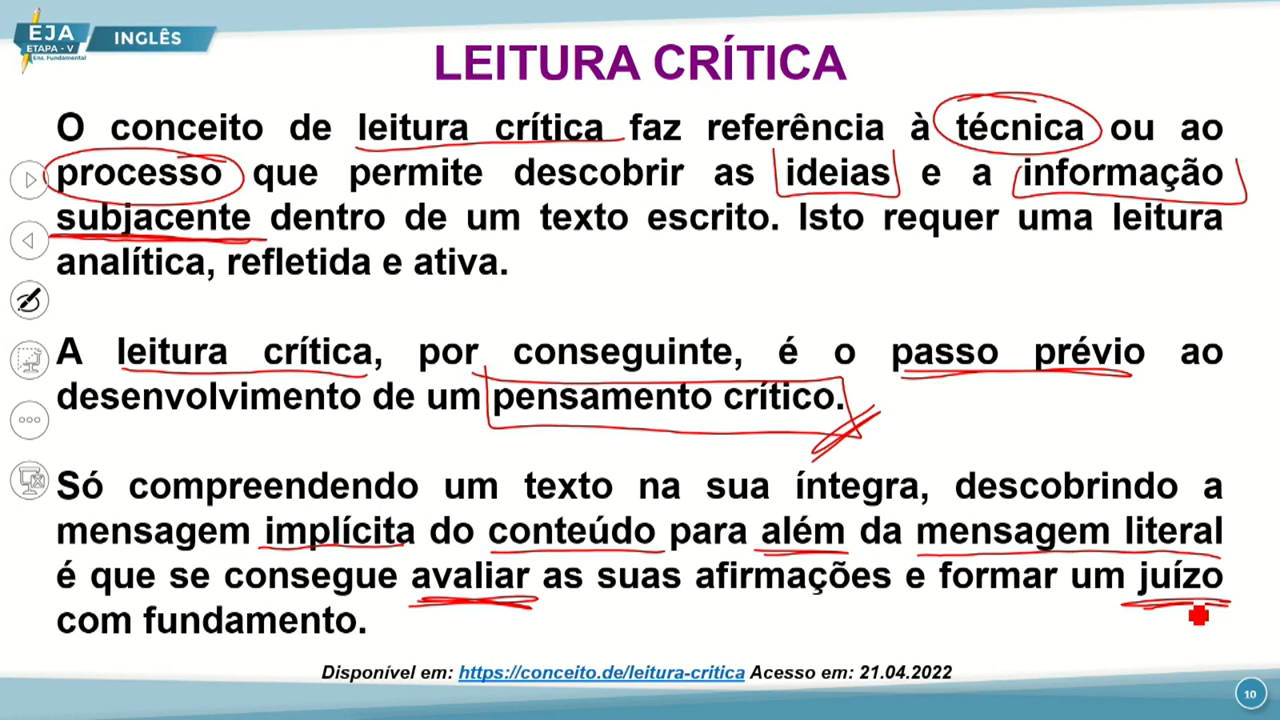 EJA
ETAPA - V
Ens. Fundamental
INGLÊS
LEITURA CRÍTICA
O conceito de leitura crítica faz referência à técnica ou ao
processo que permite descobrir as ideias e a informação
subjacente dentro de um texto escrito. Isto requer uma leitura
analítica, refletida e ativa.
A leitura crítica, por conseguinte, é o passo prévio ao
desenvolvimento de um pensamento crítico.
Só compreendendo um texto na sua íntegra, descobrindo a
mensagem implícita do conteúdo para além da mensagem literal
é que se consegue avaliar as suas afirmações e formar um juízo
com fundamento.
Disponível em: https://conceito.de/leitura-critica Acesso em: 21.04.2022
10